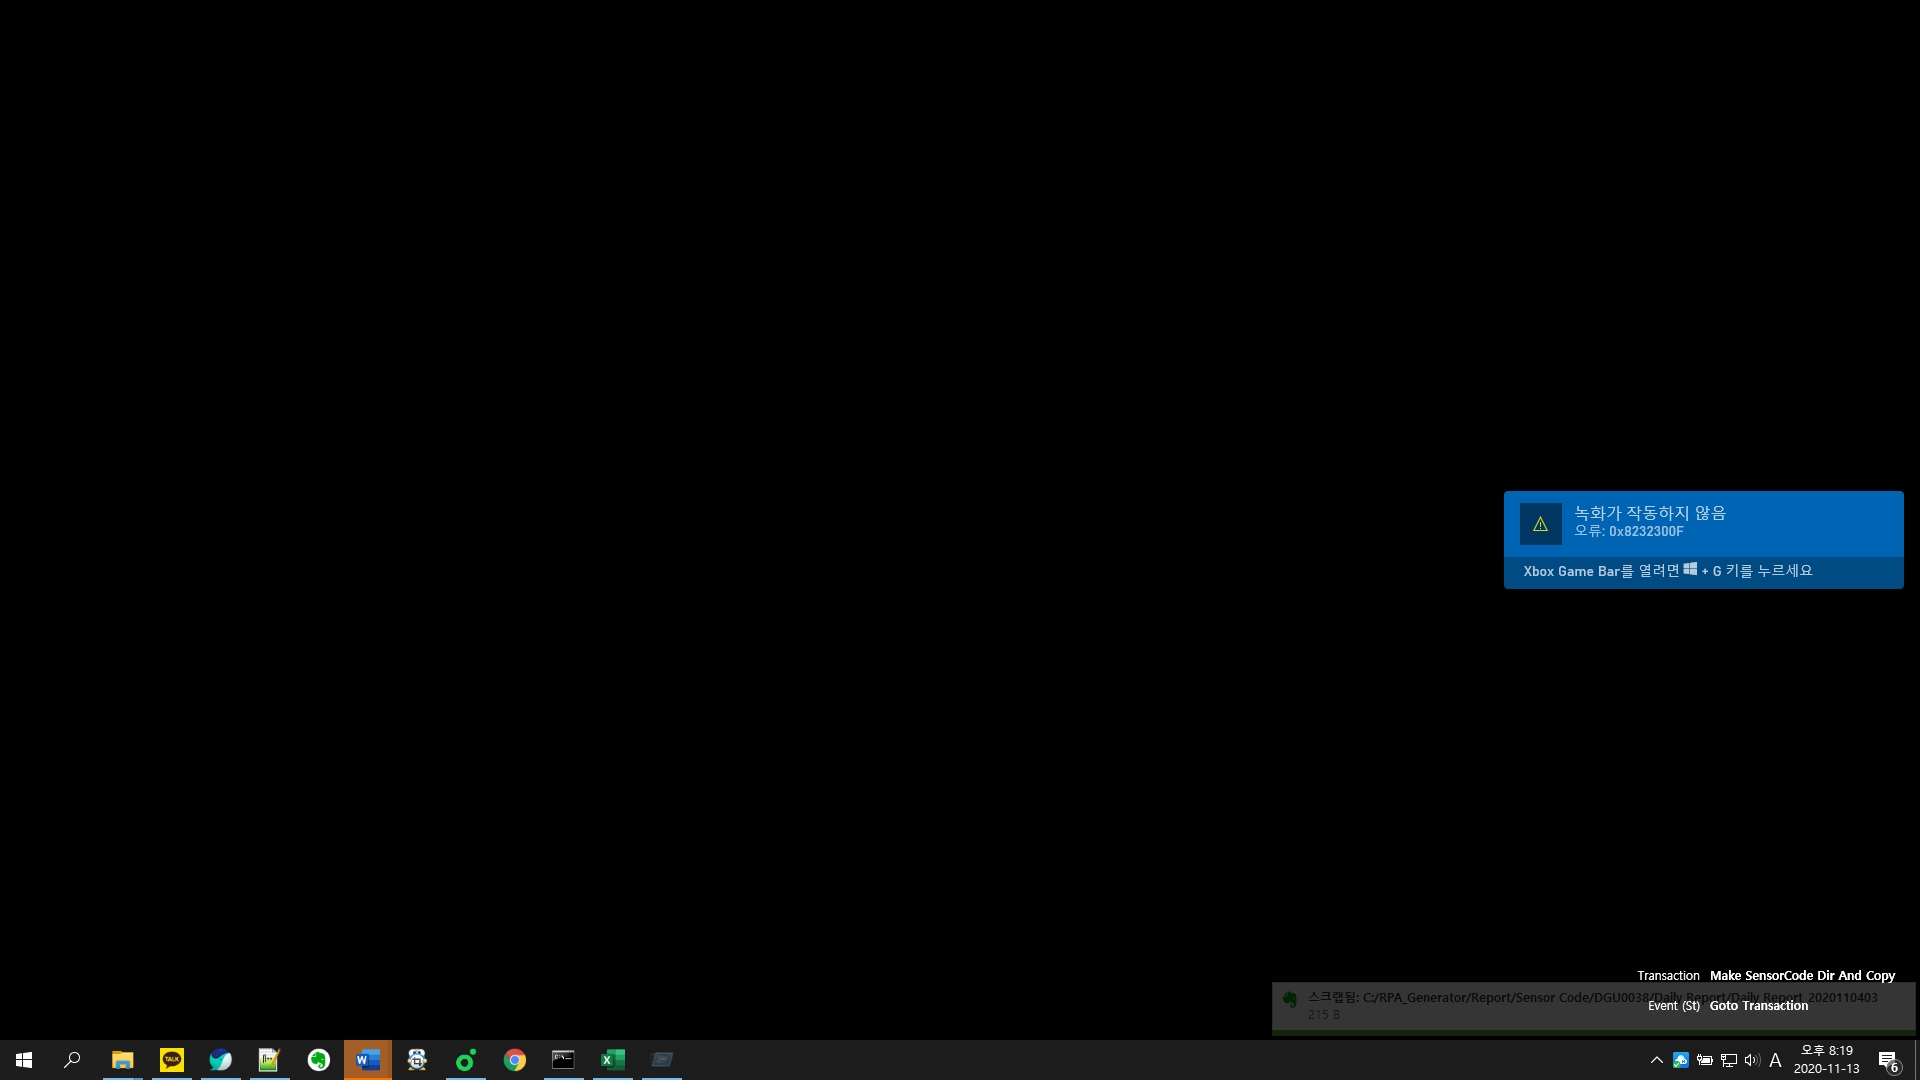 녹화가 작동하지 않음
오류: 0x8232300F
Xbox Game Bar를 열려면 + G 키를 누르세요
Transaction Make SensorCode Dir And Copy
스크랩됨: C:/RPA_Generator/Report/Sensor Code/DGU0038/Daily Report/Daily Report_2020110403
Event (St) Goto Transaction
215 B
TALK
A
오후 8:19
2020-11-13
6